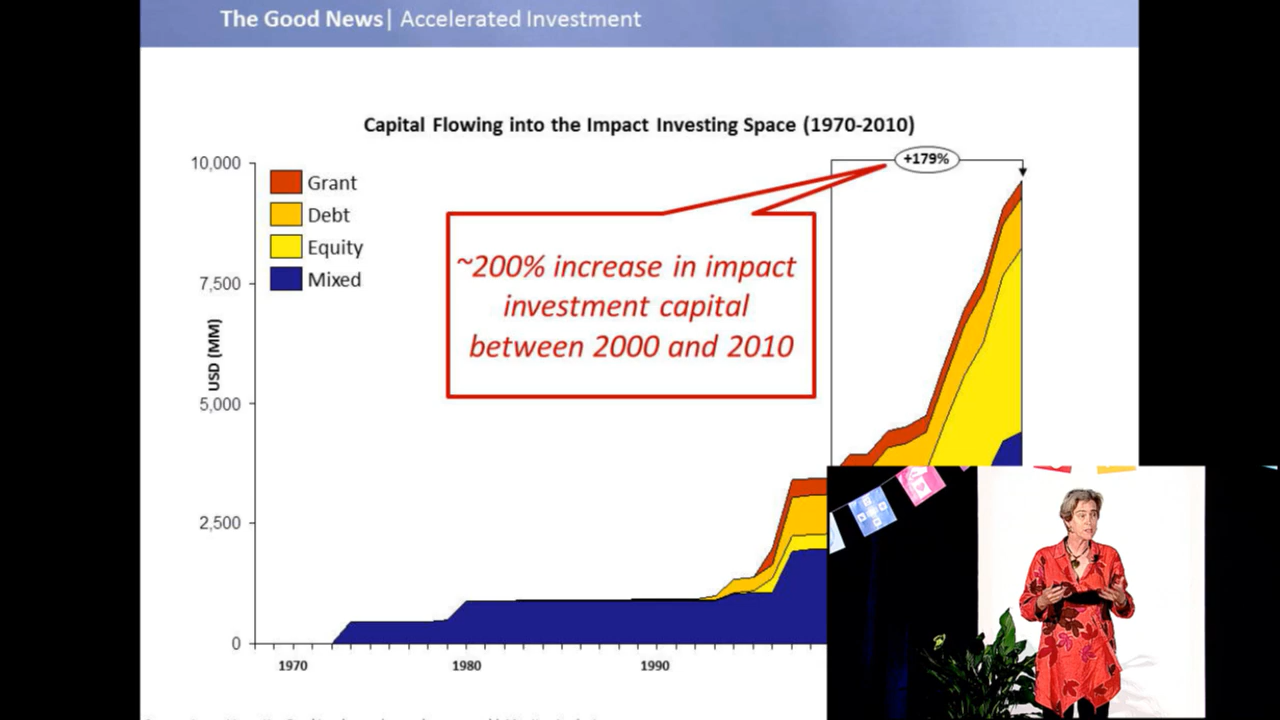 The Good News| Accelerated Investment
Capital Flowing into the Impact Investing Space (1970-2010)
10,000
+179%
Grant
Debt
Equity
Mixed
~200% increase in impact
investment capital
between 2000 and 2010
7,500
USD (MM)
5,000
2,500
0
1970
1980
1990